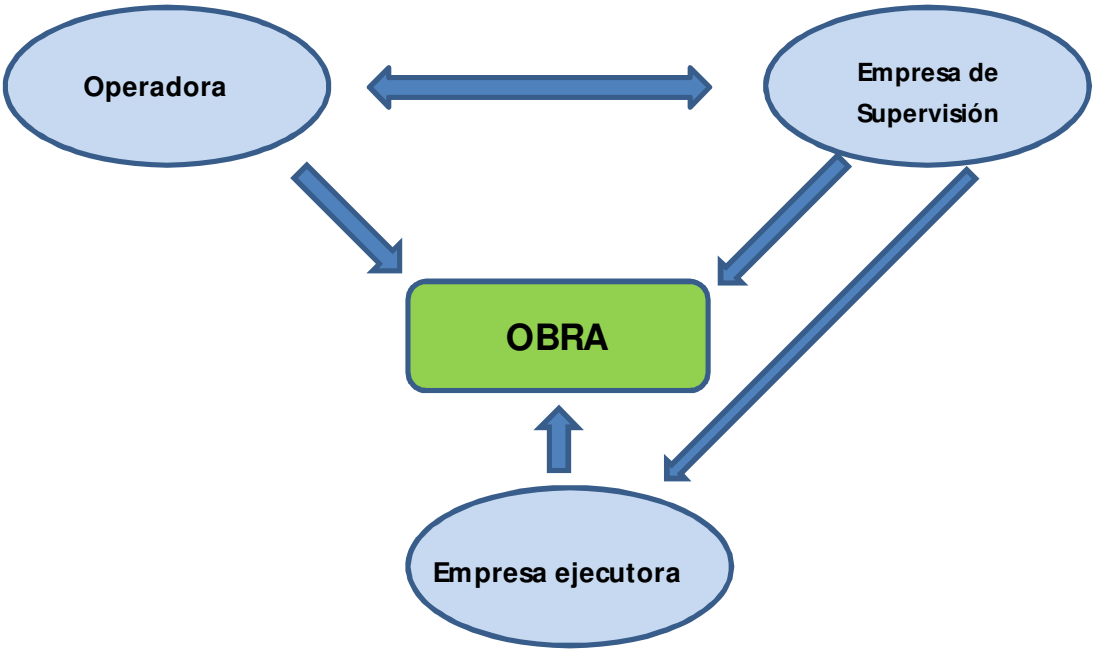 Operadora
Empresa de
Supervisión
OBRA
Empresa ejecutora